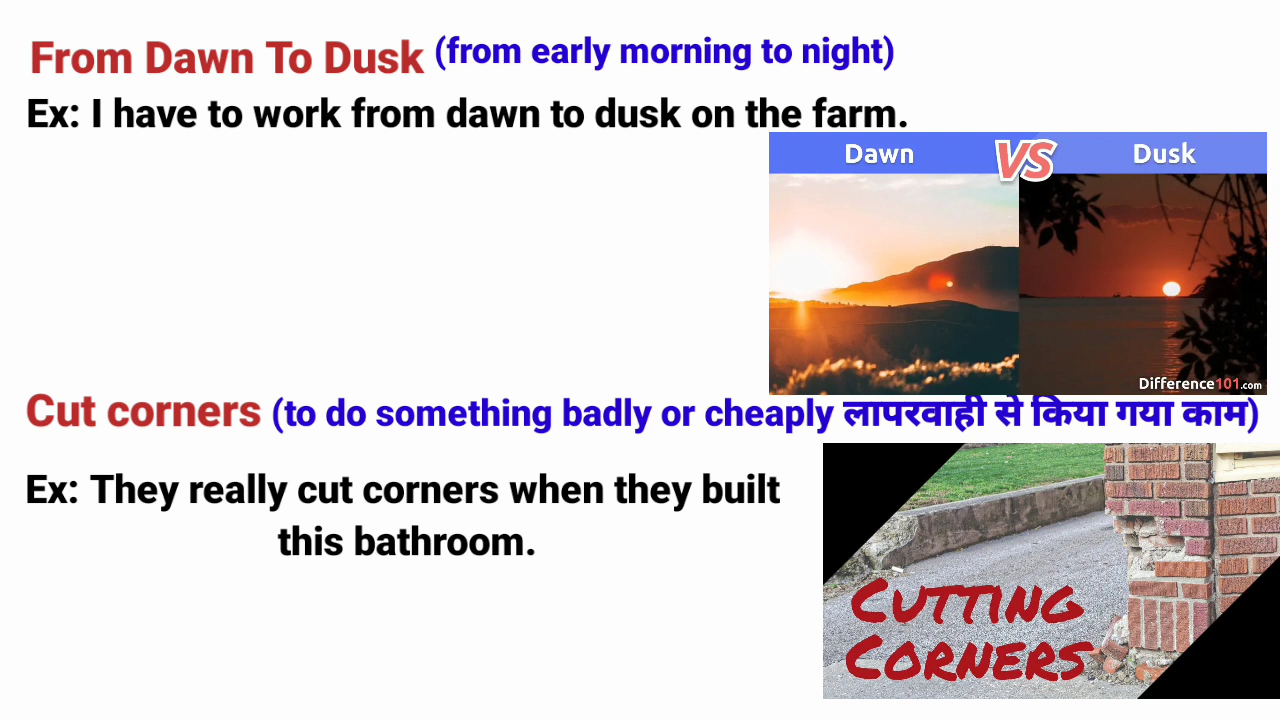 From Dawn To Dusk (from early morning to night)
Ex: I have to work from dawn to dusk on the farm.
Dawn VS Dusk
Difference101.com
Cut corners (to do something badly or cheaply लापरवाही से किया गया काम)
Ex: They really cut corners when they built
this bathroom.
CUTTING
CORNERS